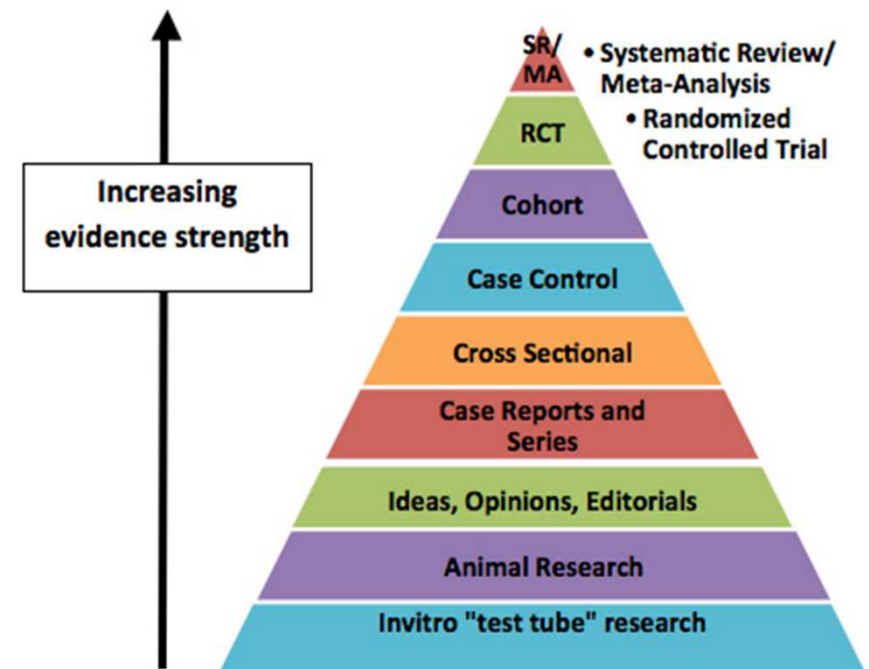 SR/
MA
• Systematic Review/
Meta-Analysis
RCT
• Randomized
Controlled Trial
Increasing
evidence strength
Cohort
Case Control
Cross Sectional
Case Reports and
Series
Ideas, Opinions, Editorials
Animal Research
Invitro "test tube" research